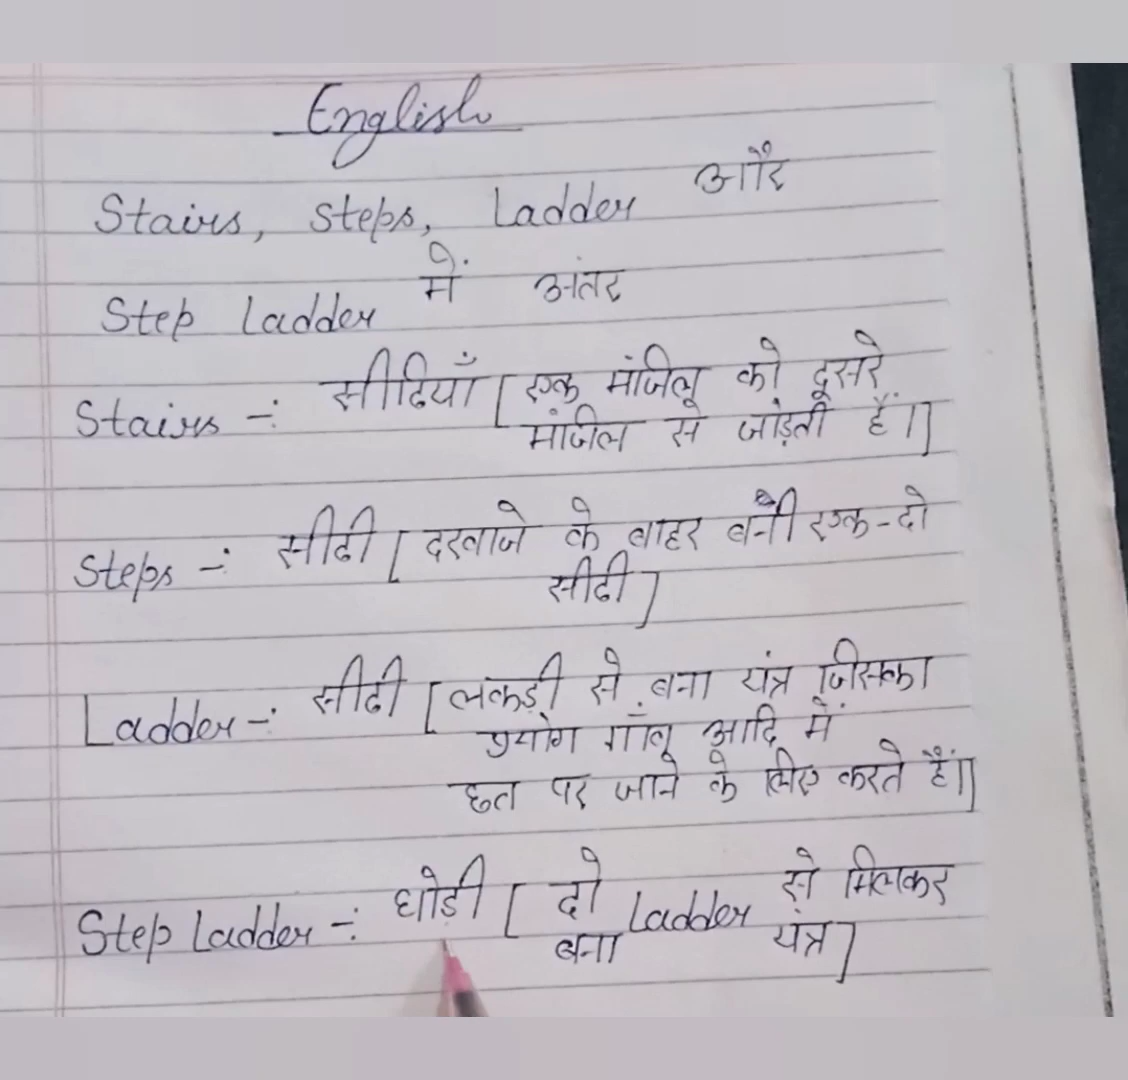 English
Stairs, Steps, Ladder और
Step Ladder में अंतर
Stairs -: सीढियाँ [एक मंजिल को दूसरे
मंजिल से जोड़ती हैं।]
Steps -: सीढी [दरवाजे के बाहर बनी एक-दो
सीढी]
Ladder -: सीढी [लकड़ी से बना यंत्र जिसका
प्रयोग गाँव आदि में
छत पर जाने के लिए करते हैं।]
Step Ladder -: घोड़ी [दो Ladder से मिलकर
बना यंत्र]